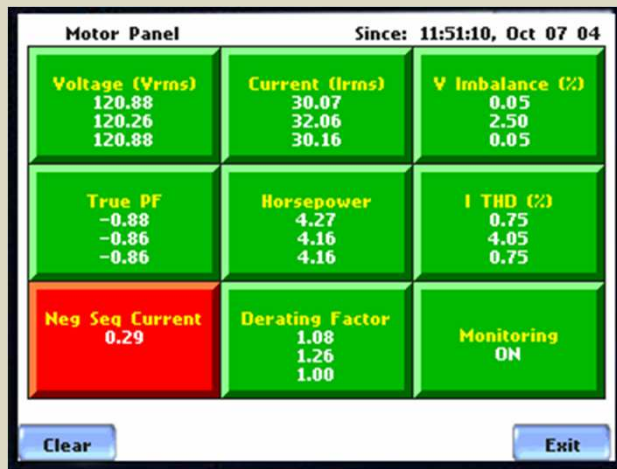 Motor Panel Since: 11:51:10, Oct 07 04
Voltage (Vrms)
120.88
120.26
120.88
Current (Irms)
30.07
32.06
30.16
V Imbalance (%)
0.05
2.50
0.05
True PF
-0.88
-0.86
-0.86
Horsepower
4.27
4.16
4.16
I THD (%)
0.75
4.05
0.75
Neg Seq Current
0.29
Derating Factor
1.08
1.26
1.00
Monitoring
ON
Clear Exit